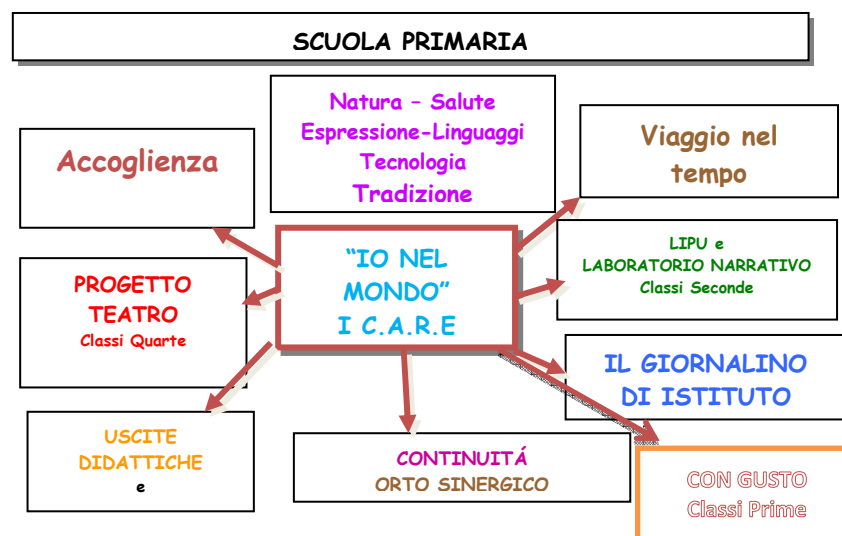 SCUOLA PRIMARIA
Natura – Salute
Espressione-Linguaggi
Tecnologia
Tradizione
Accoglienza
Viaggio nel
tempo
"IO NEL
MONDO"
I C.A.R.E
LIPU e
LABORATORIO NARRATIVO
Classi Seconde
PROGETTO
TEATRO
Classi Quarte
IL GIORNALINO
DI ISTITUTO
USCITE
DIDATTICHE
e
CONTINUITÁ
ORTO SINERGICO
CON GUSTO
Classi Prime